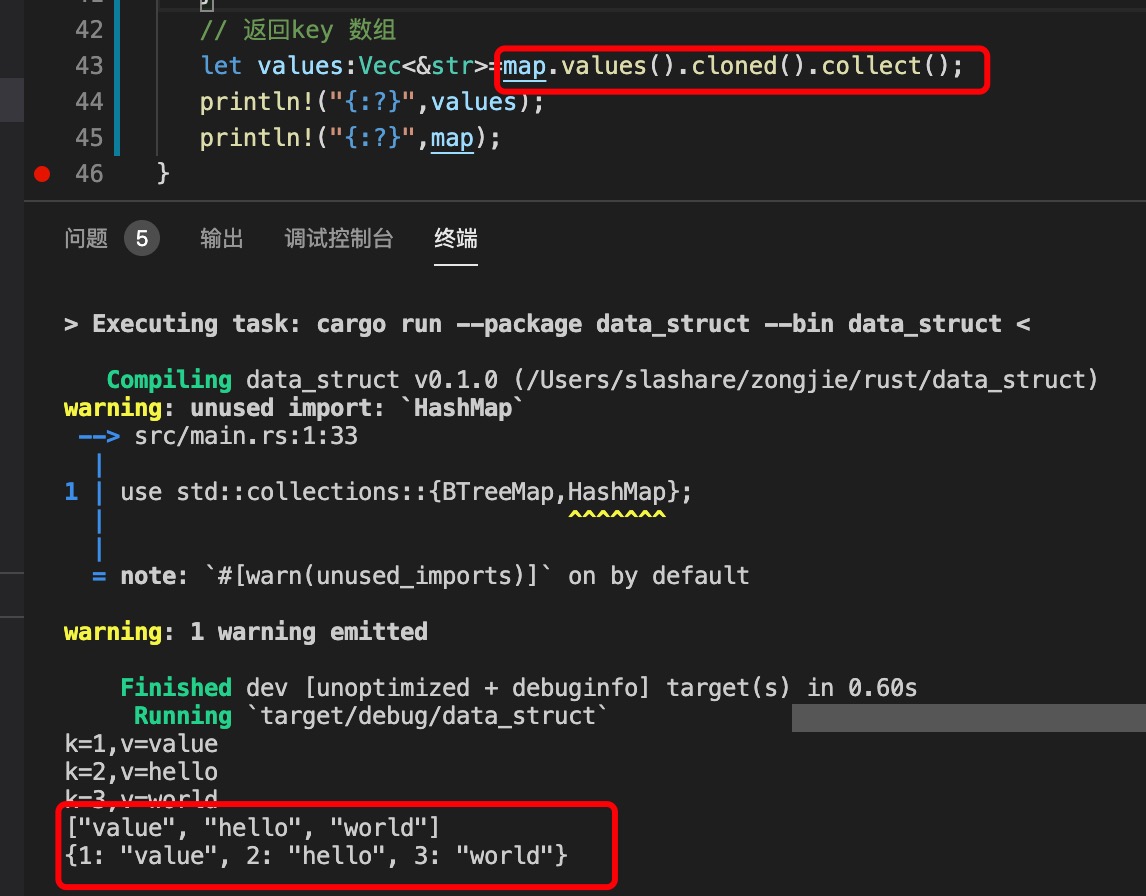 42 // 返回key 数组
43 let values:Vec<&str>=map.values().cloned().collect();
44 println!("{:?}",values);
45 println!("{:?}",map);
46 }
问题 5 输出 调试控制台 终端
> Executing task: cargo run --package data_struct --bin data_struct <
Compiling data_struct v0.1.0 (/Users/slashare/zongjie/rust/data_struct)
warning: unused import: `HashMap`
--> src/main.rs:1:33
|
1 | use std::collections::{BTreeMap,HashMap};
| ^^^^^^^
|
= note: `#[warn(unused_imports)]` on by default
warning: 1 warning emitted
Finished dev [unoptimized + debuginfo] target(s) in 0.60s
Running `target/debug/data_struct`
k=1,v=value
k=2,v=hello
k=3,v=world
["value", "hello", "world"]
{1: "value", 2: "hello", 3: "world"}